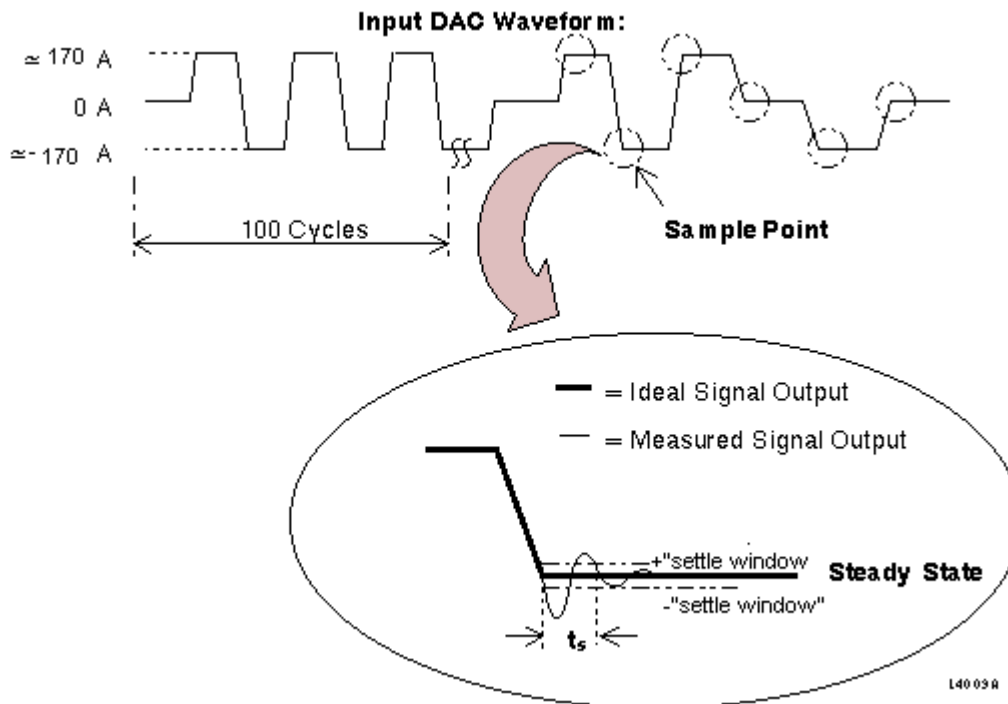 Input DAC Waveform:
≃ 170 A
0 A
≃- 170 A
100 Cycles
Sample Point
= Ideal Signal Output
= Measured Signal Output
+"settle window
Steady State
-"settle window"
ts
L4009A